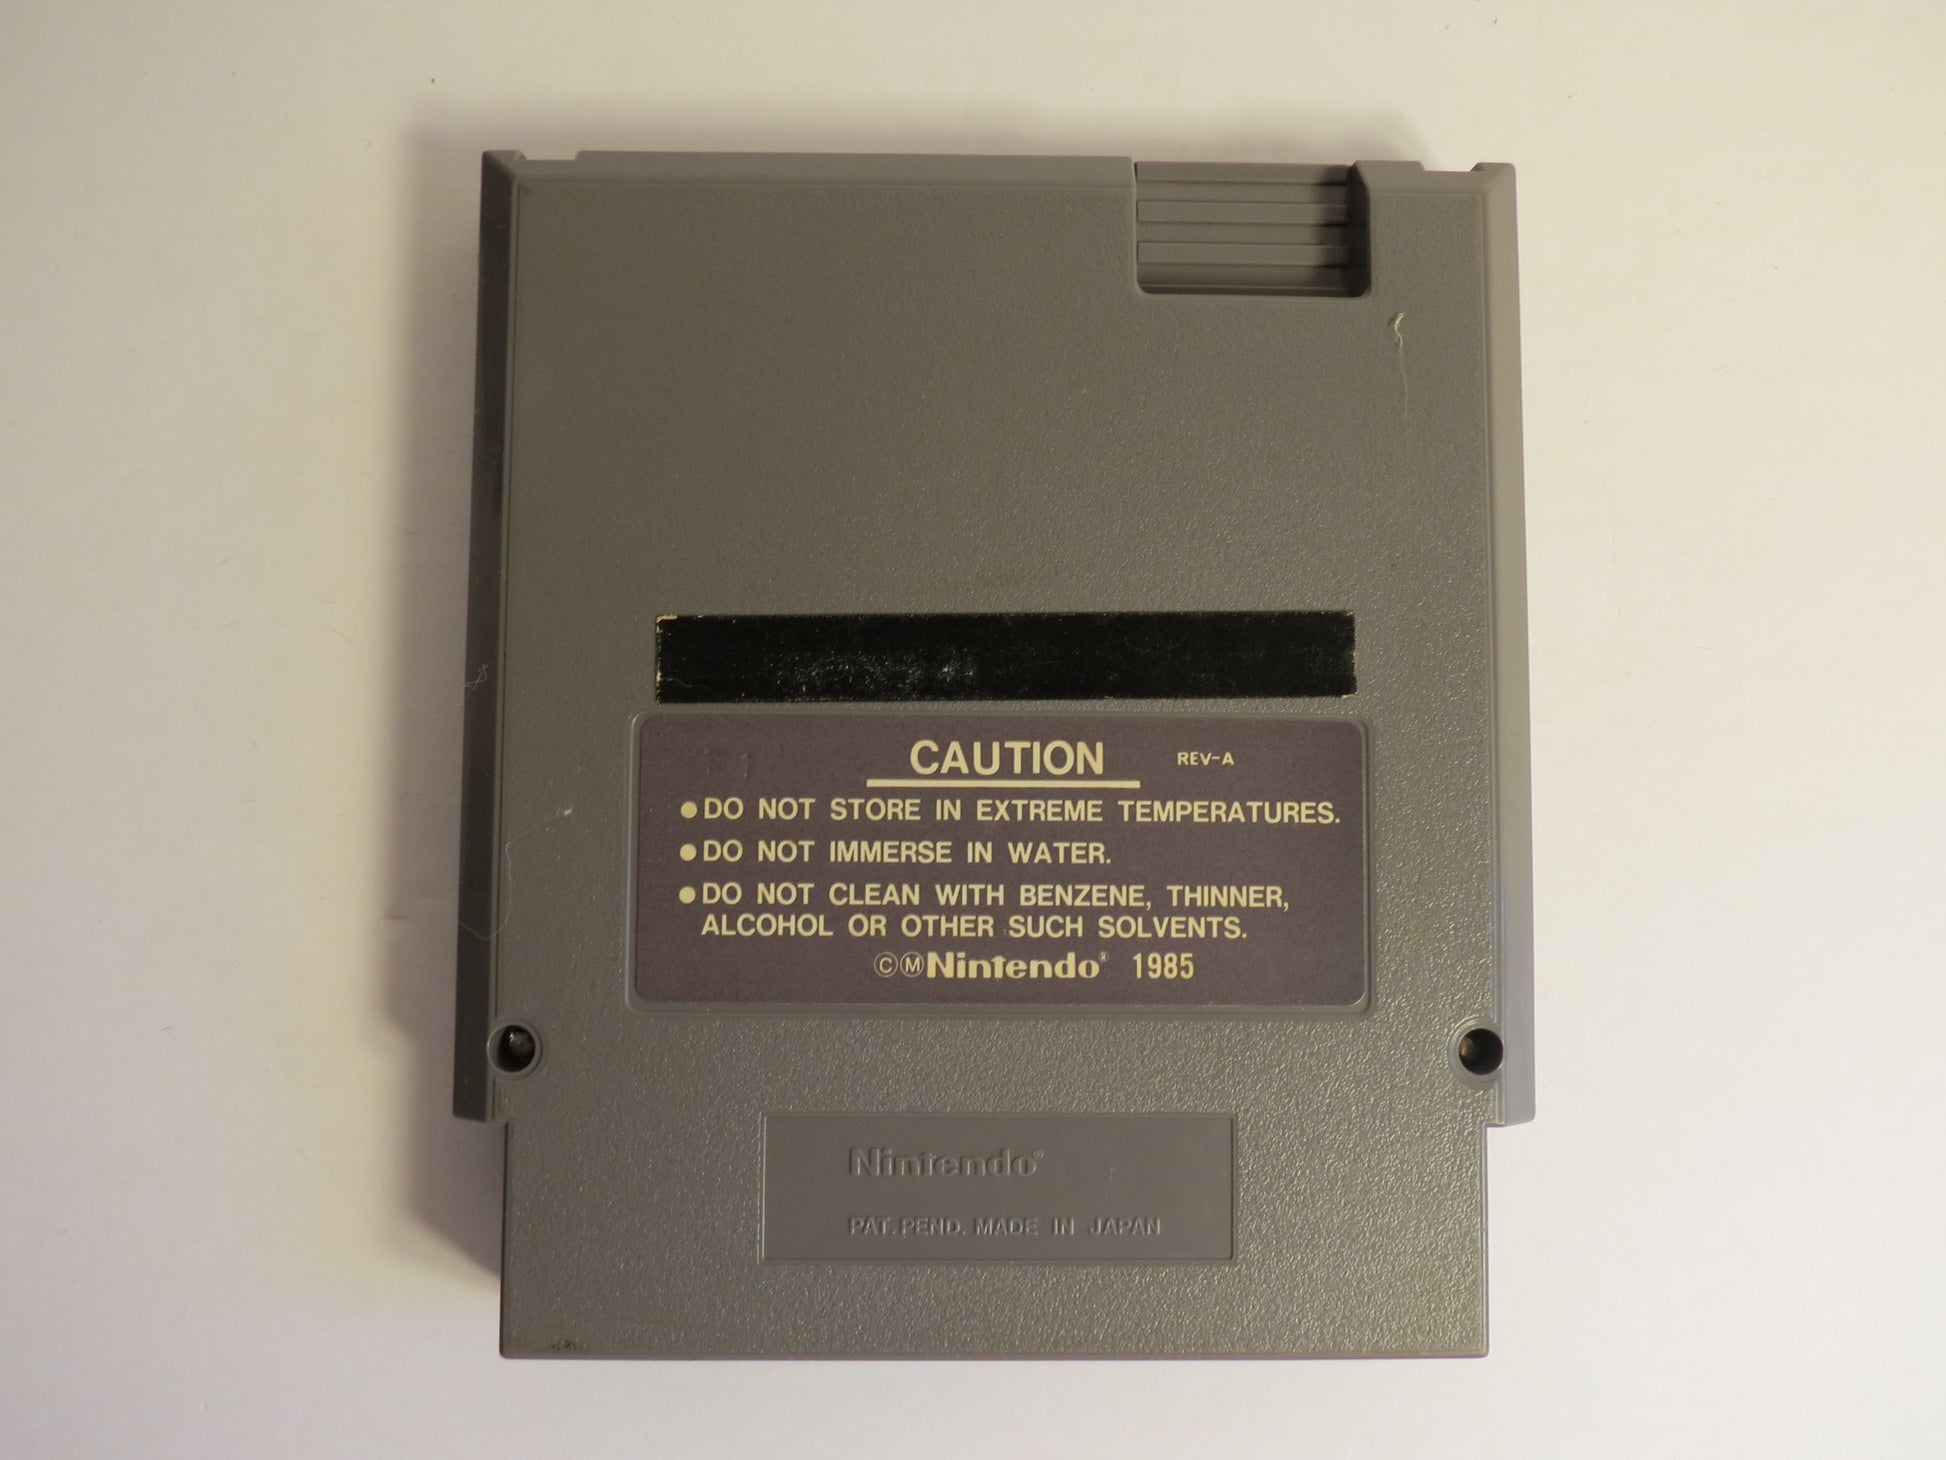 CAUTION REV-A
●DO NOT STORE IN EXTREME TEMPERATURES.
●DO NOT IMMERSE IN WATER.
●DO NOT CLEAN WITH BENZENE, THINNER,
ALCOHOL OR OTHER SUCH SOLVENTS.
ⒸⓂNintendo® 1985
Nintendo®
PAT. PEND. MADE IN JAPAN